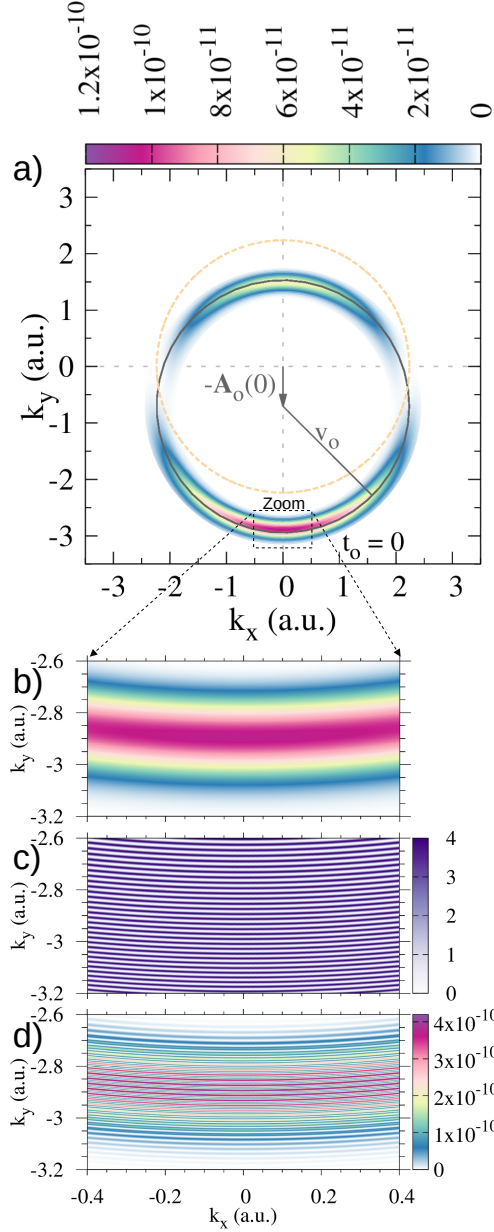 1.2x10-10
1x10-10
8x10-11
6x10-11
4x10-11
2x10-11
0
a)
3
2
1
0
-1
-2
-3
ky (a.u.)
-Ao(0)
vo
Zoom
to = 0
-3 -2 -1 0 1 2 3
kx (a.u.)
b)
-2.6
-2.8
-3
-3.2
ky (a.u.)
c)
-2.6
-2.8
-3
-3.2
ky (a.u.)
4
3
2
1
0
d)
-2.6
-2.8
-3
-3.2
ky (a.u.)
4x10-10
3x10-10
2x10-10
1x10-10
0
-0.4 -0.2 0 0.2 0.4
kx (a.u.)